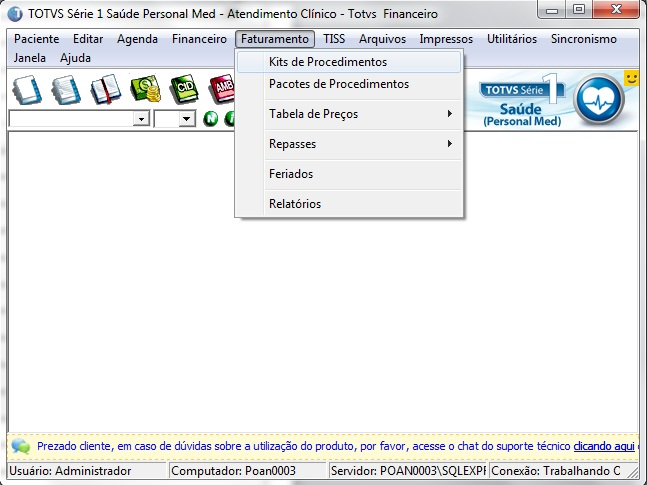 TOTVS Série 1 Saúde Personal Med - Atendimento Clínico - Totvs Financeiro
Paciente Editar Agenda Financeiro Faturamento TISS Arquivos Impressos Utilitários Sincronismo
Janela Ajuda
Kits de Procedimentos
Pacotes de Procedimentos
Tabela de Preços
Repasses
Feriados
Relatórios
CID AMB
TOTVS Série 1
Saúde
(Personal Med)
N
Prezado cliente, em caso de dúvidas sobre a utilização do produto, por favor, acesse o chat do suporte técnico clicando aqui
Usuário: Administrador Computador: Poan0003 Servidor: POAN0003\SQLEXP Conexão: Trabalhando